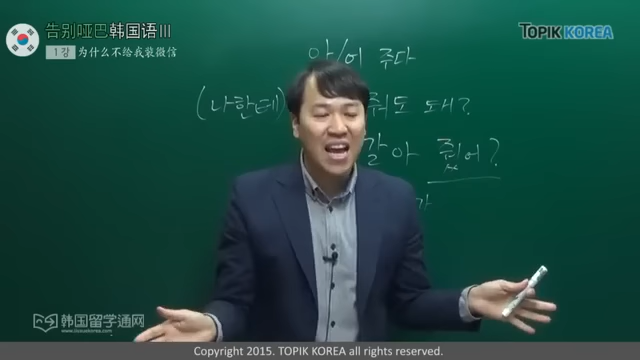 告别哑巴韩国语Ⅲ
1강 为什么不给我装微信
TOPIK KOREA
아/어 주다
(나한테) 줘도 돼?
갈아 줬어?
가
韩国留学通网
Copyright 2015. TOPIK KOREA all rights reserved.